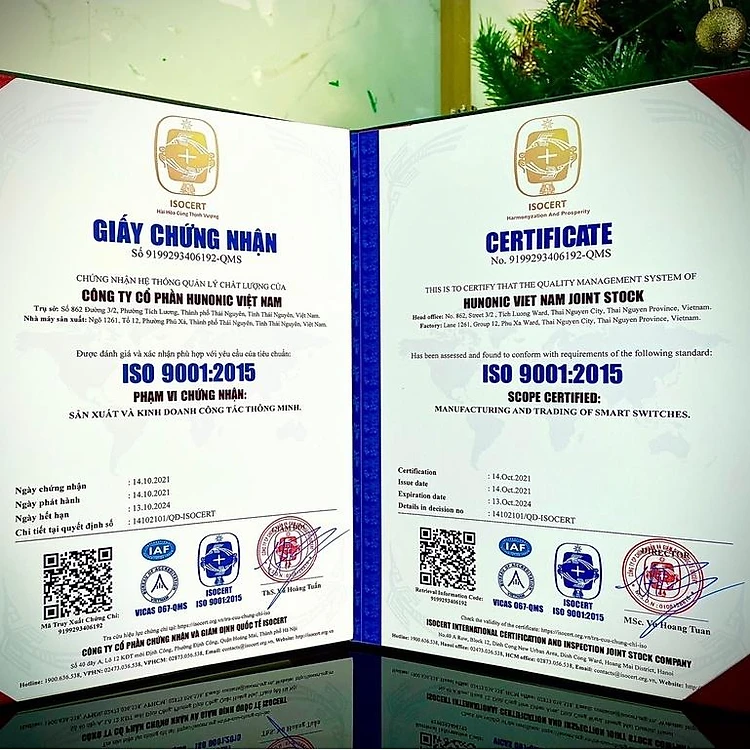 ISOCERT
Hài Hòa Cùng Thịnh Vượng
GIẤY CHỨNG NHẬN
Số 9199293406192-QMS
CHỨNG NHẬN HỆ THỐNG QUẢN LÝ CHẤT LƯỢNG CỦA
CÔNG TY CỔ PHẦN HUNONIC VIỆT NAM
Trụ sở: Số 862 Đường 3/2, Phường Tích Lương, Thành phố Thái Nguyên, Tỉnh Thái Nguyên, Việt Nam.
Nhà máy sản xuất: Ngõ 1261, Tổ 12, Phường Phú Xá, Thành phố Thái Nguyên, Tỉnh Thái Nguyên, Việt Nam.
Được đánh giá và xác nhận phù hợp với yêu cầu của tiêu chuẩn:
ISO 9001:2015
PHẠM VI CHỨNG NHẬN:
SẢN XUẤT VÀ KINH DOANH CÔNG TẮC THÔNG MINH.
Ngày chứng nhận : 14.10.2021
Ngày phát hành : 14.10.2021
Ngày hết hạn : 13.10.2024
Chi tiết tại quyết định số : 14102101/QD-ISOCERT
IAF
BUREAU OF ACCREDITATION
VICAS 067-QMS
ISOCERT
ISO 9001:2015
GIÁM ĐỐC
ThS. Vũ Hoàng Tuấn
Mã Truy Xuất Chứng Chỉ:
9199293406192
Tra cứu hiệu lực chứng chỉ tại: https://isocert.org.vn/tra-cuu-chung-chi-iso
CÔNG TY CỔ PHẦN CHỨNG NHẬN VÀ GIÁM ĐỊNH QUỐC TẾ ISOCERT
Số 40 dãy A, Lô 12 KĐT mới Định Công, Phường Định Công, Quận Hoàng Mai, Thành phố Hà Nội
Hotline: 1900.636.538, VPHN: 02473.036.538, VPHCM: 02873.036.538, Email: contacts@isocert.org.vn, Website: http://isocert.org.vn
ISOCERT
Harmonyzation And Prosperity
CERTIFICATE
No. 9199293406192-QMS
THIS IS TO CERTIFY THAT THE QUALITY MANAGEMENT SYSTEM OF
HUNONIC VIET NAM JOINT STOCK
Head office: No. 862, Street 3/2 , Tich Luong Ward, Thai Nguyen City, Thai Nguyen Province, Vietnam.
Factory: Lane 1261, Group 12, Phu Xa Ward, Thai Nguyen City, Thai Nguyen Province, Vietnam.
Has been assessed and found to conform with requirements of the following standard:
ISO 9001:2015
SCOPE CERTIFIED:
MANUFACTURING AND TRADING OF SMART SWITCHES.
Certification : 14.Oct.2021
Issue date : 14.Oct.2021
Expiration date : 13.Oct.2024
Details in decision no : 14102101/QD-ISOCERT
IAF
BUREAU OF ACCREDITATION
VICAS 067-QMS
ISOCERT
ISO 9001:2015
DIRECTOR
MSc. Vu Hoang Tuan
Retrieval Information Code:
9199293406192
Check the validity of the certificate: https://isocert.org.vn/tra-cuu-chung-chi-iso
ISOCERT INTERNATIONAL CERTIFICATION AND INSPECTION JOINT STOCK COMPANY
No.40 A Row, Block 12, Dinh Cong New Urban Area, Dinh Cong Ward, Hoang Mai District, Hanoi
Hotline: 1900.636.538, Hanoi office: 02473.036.538, HCM office: 02873.036.538, Email: contacts@isocert.org.vn, Website: